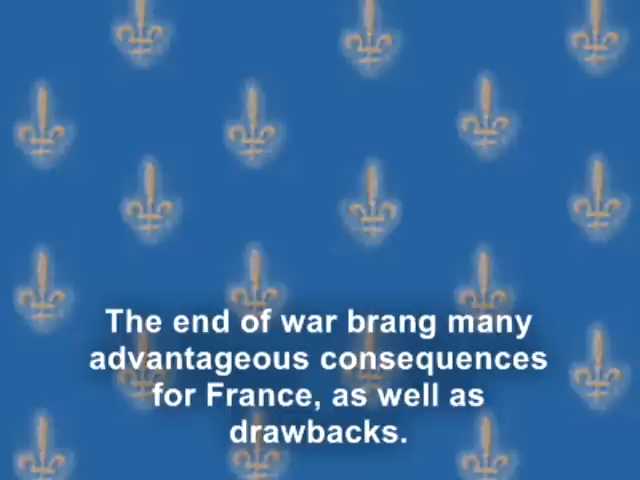 The end of war brang many
advantageous consequences
for France, as well as
drawbacks.